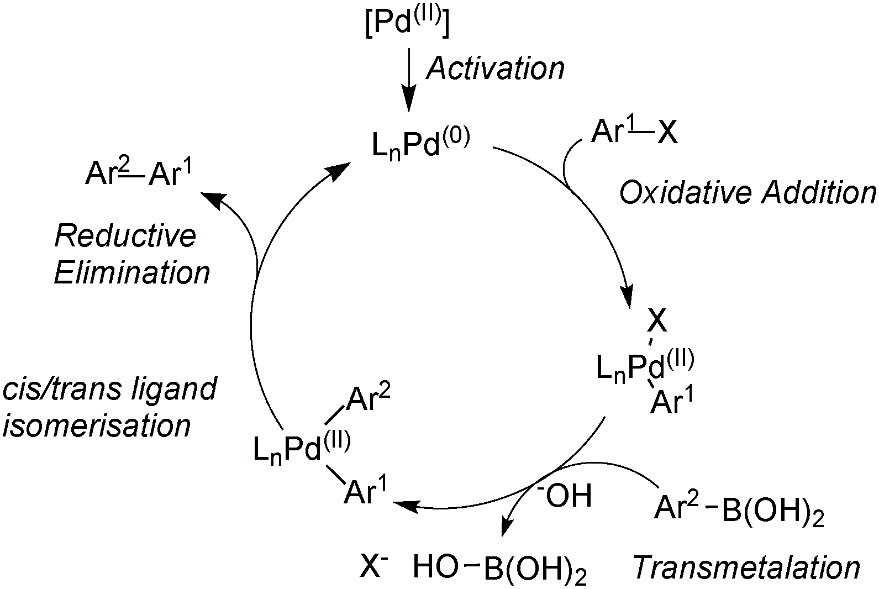 [Pd(II)]
Activation
LnPd(0)
Ar1–X
Oxidative Addition
Ar2–Ar1
Reductive
Elimination
X
LnPd(II)
Ar1
cis/trans ligand
isomerisation
Ar2
LnPd(II)
Ar1
-OH
Ar2–B(OH)2
X- HO–B(OH)2
Transmetalation